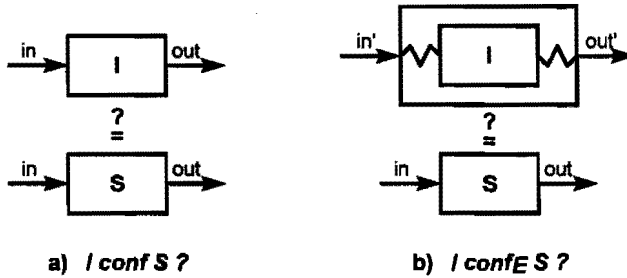 in
I
out
?
=
in
S
out
a) I conf S ?
in'
I
out'
?
=
in
S
out
b) I confE S ?